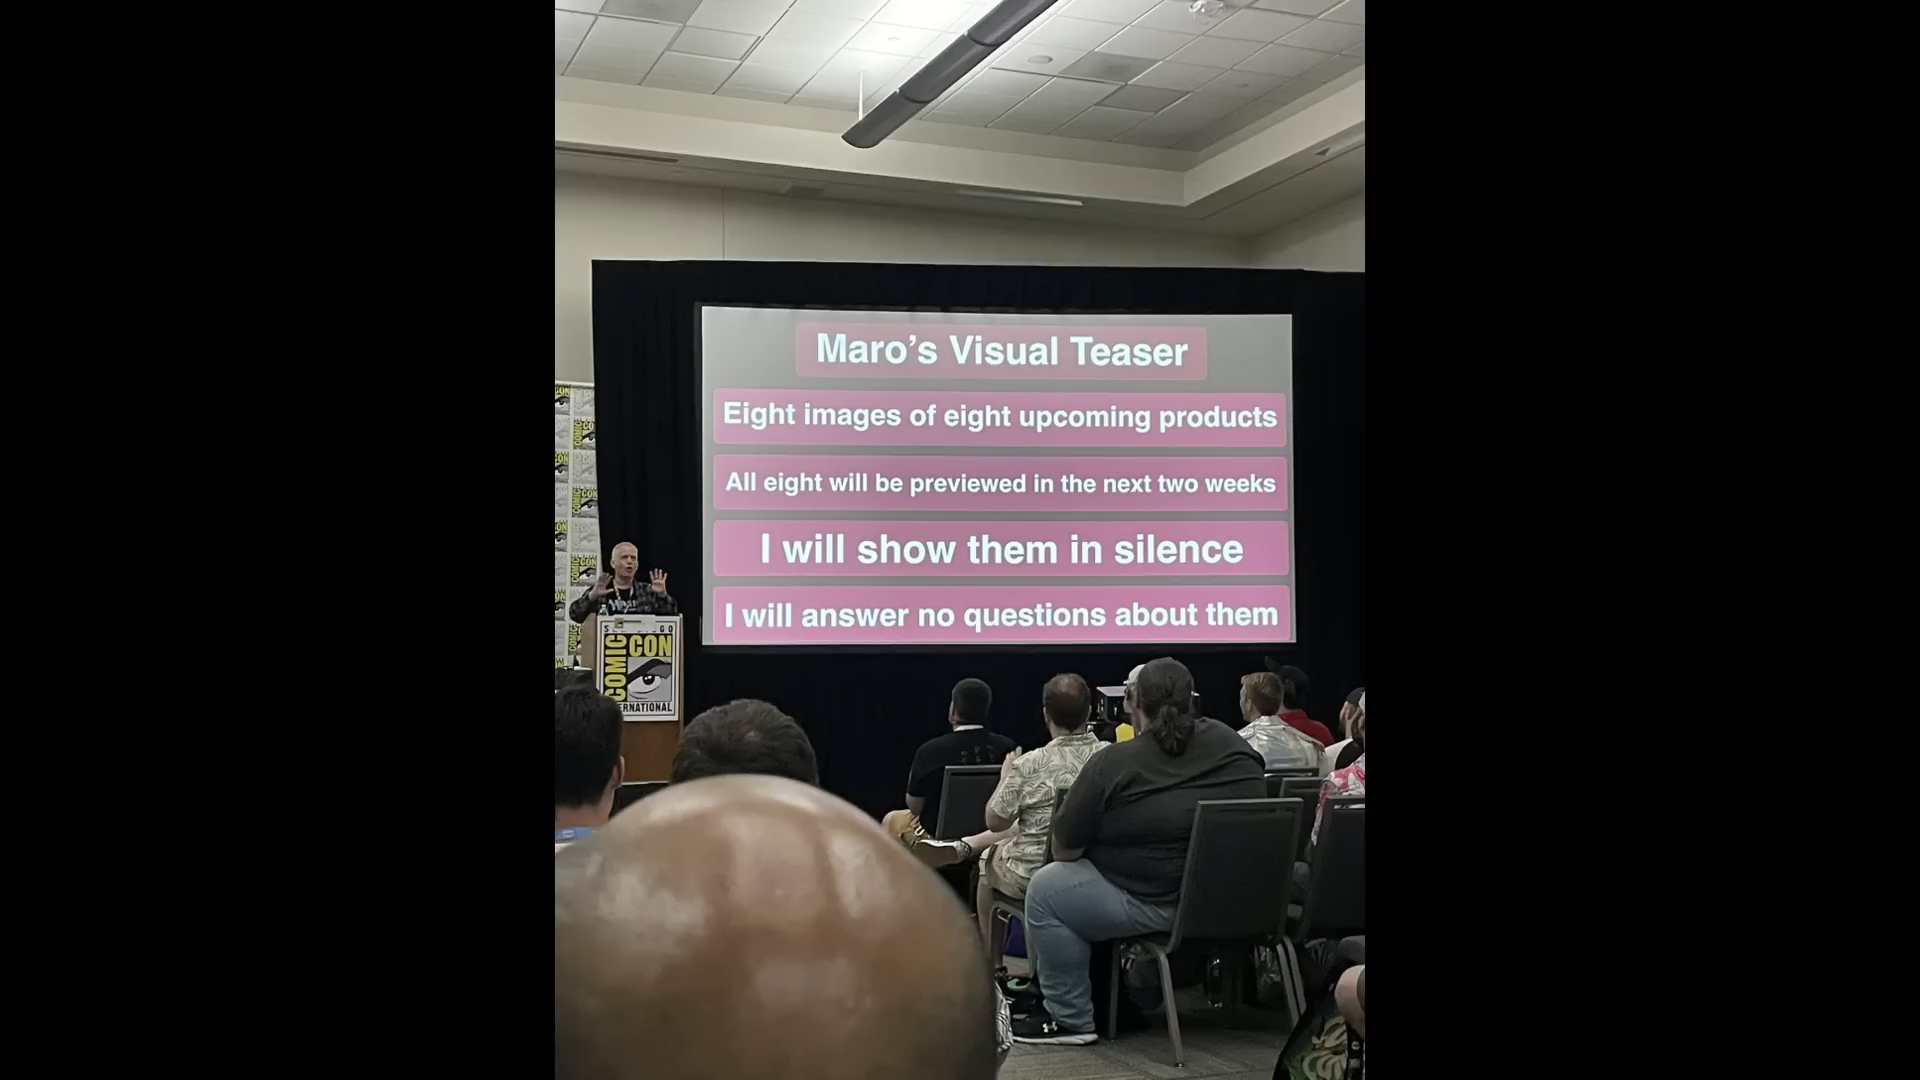 Maro's Visual Teaser
Eight images of eight upcoming products
All eight will be previewed in the next two weeks
I will show them in silence
I will answer no questions about them
COMIC
CON
ERNATIONAL